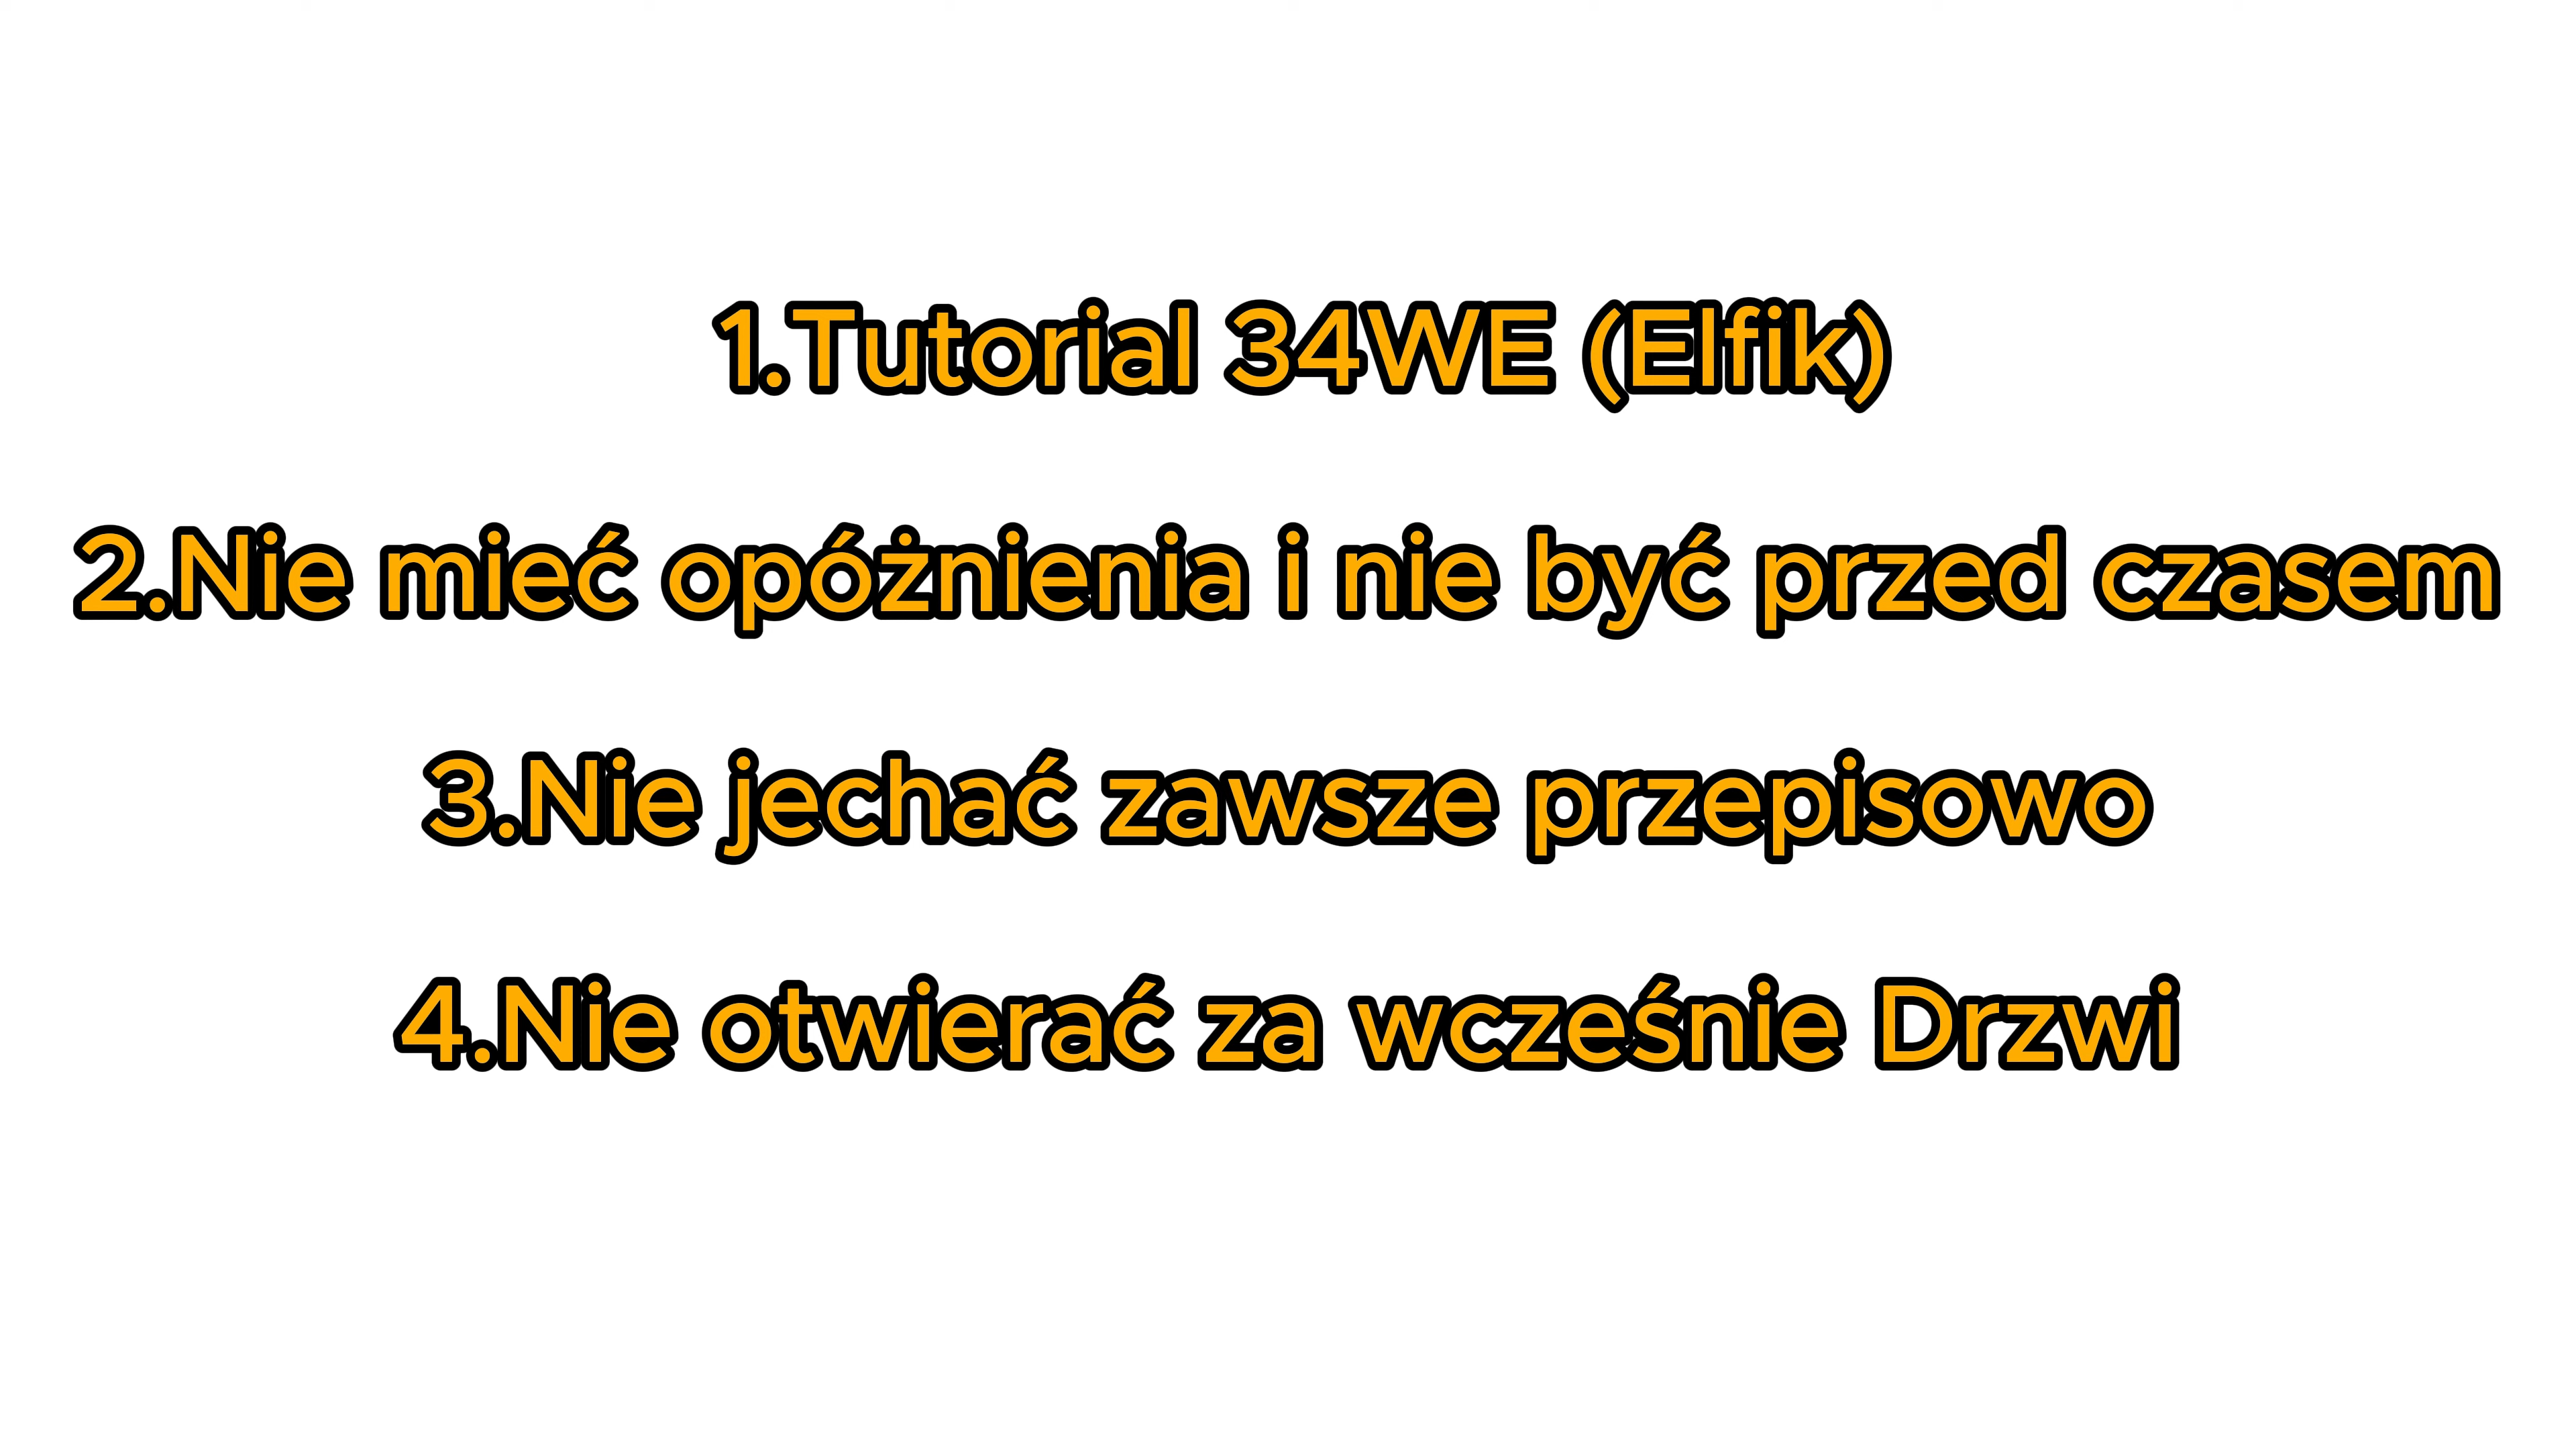 1.Tutorial 34WE (Elfik)
2.Nie mieć opóżnienia i nie być przed czasem
3.Nie jechać zawsze przepisowo
4.Nie otwierać za wcześnie Drzwi